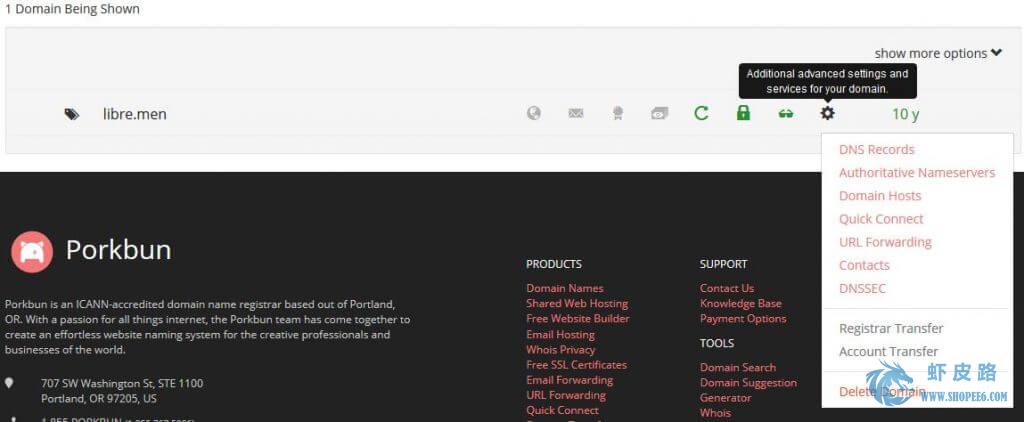 1 Domain Being Shown
show more options
Additional advanced settings and
services for your domain.
libre.men
10 y
DNS Records
Authoritative Nameservers
Domain Hosts
Quick Connect
URL Forwarding
Contacts
DNSSEC
Registrar Transfer
Account Transfer
Delete Domain
Porkbun
Porkbun is an ICANN-accredited domain name registrar based out of Portland,
OR. With a passion for all things internet, the Porkbun team has come together to
create an effortless website naming system for the creative professionals and
businesses of the world.
707 SW Washington St, STE 1100
Portland, OR 97205, US
PRODUCTS
Domain Names
Shared Web Hosting
Free Website Builder
Email Hosting
Whois Privacy
Free SSL Certificates
Email Forwarding
URL Forwarding
Quick Connect
SUPPORT
Contact Us
Knowledge Base
Payment Options
TOOLS
Domain Search
Domain Suggestion
Generator
Whois
虾皮路
WWW.SHOPEE6.COM